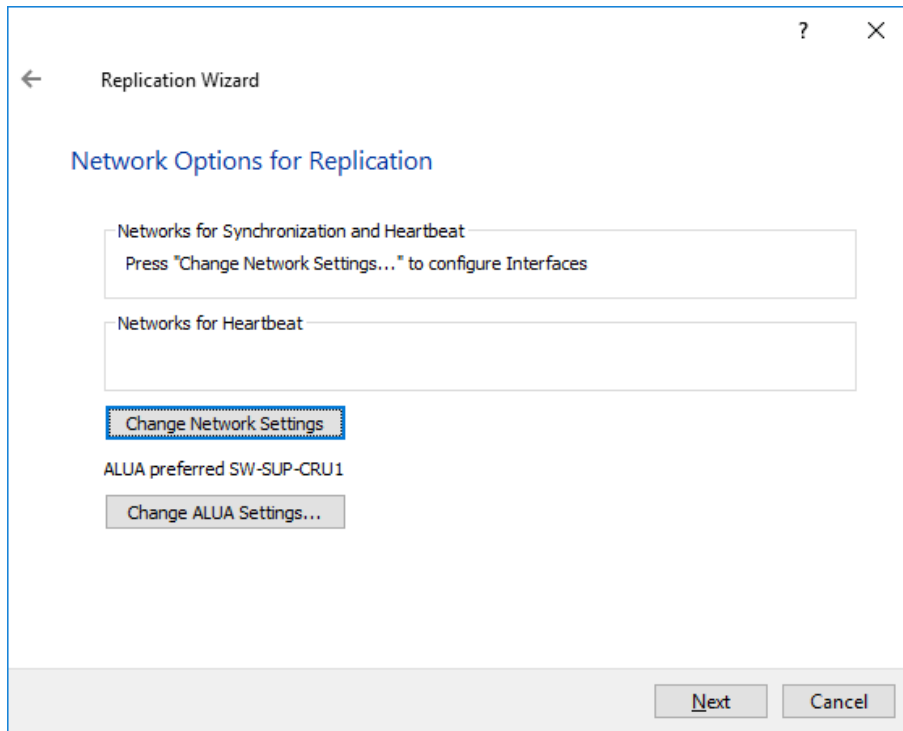 ?
Replication Wizard
Network Options for Replication
Networks for Synchronization and Heartbeat
Press "Change Network Settings..." to configure Interfaces
Networks for Heartbeat
Change Network Settings
ALUA preferred SW-SUP-CRU1
Change ALUA Settings...
Next Cancel